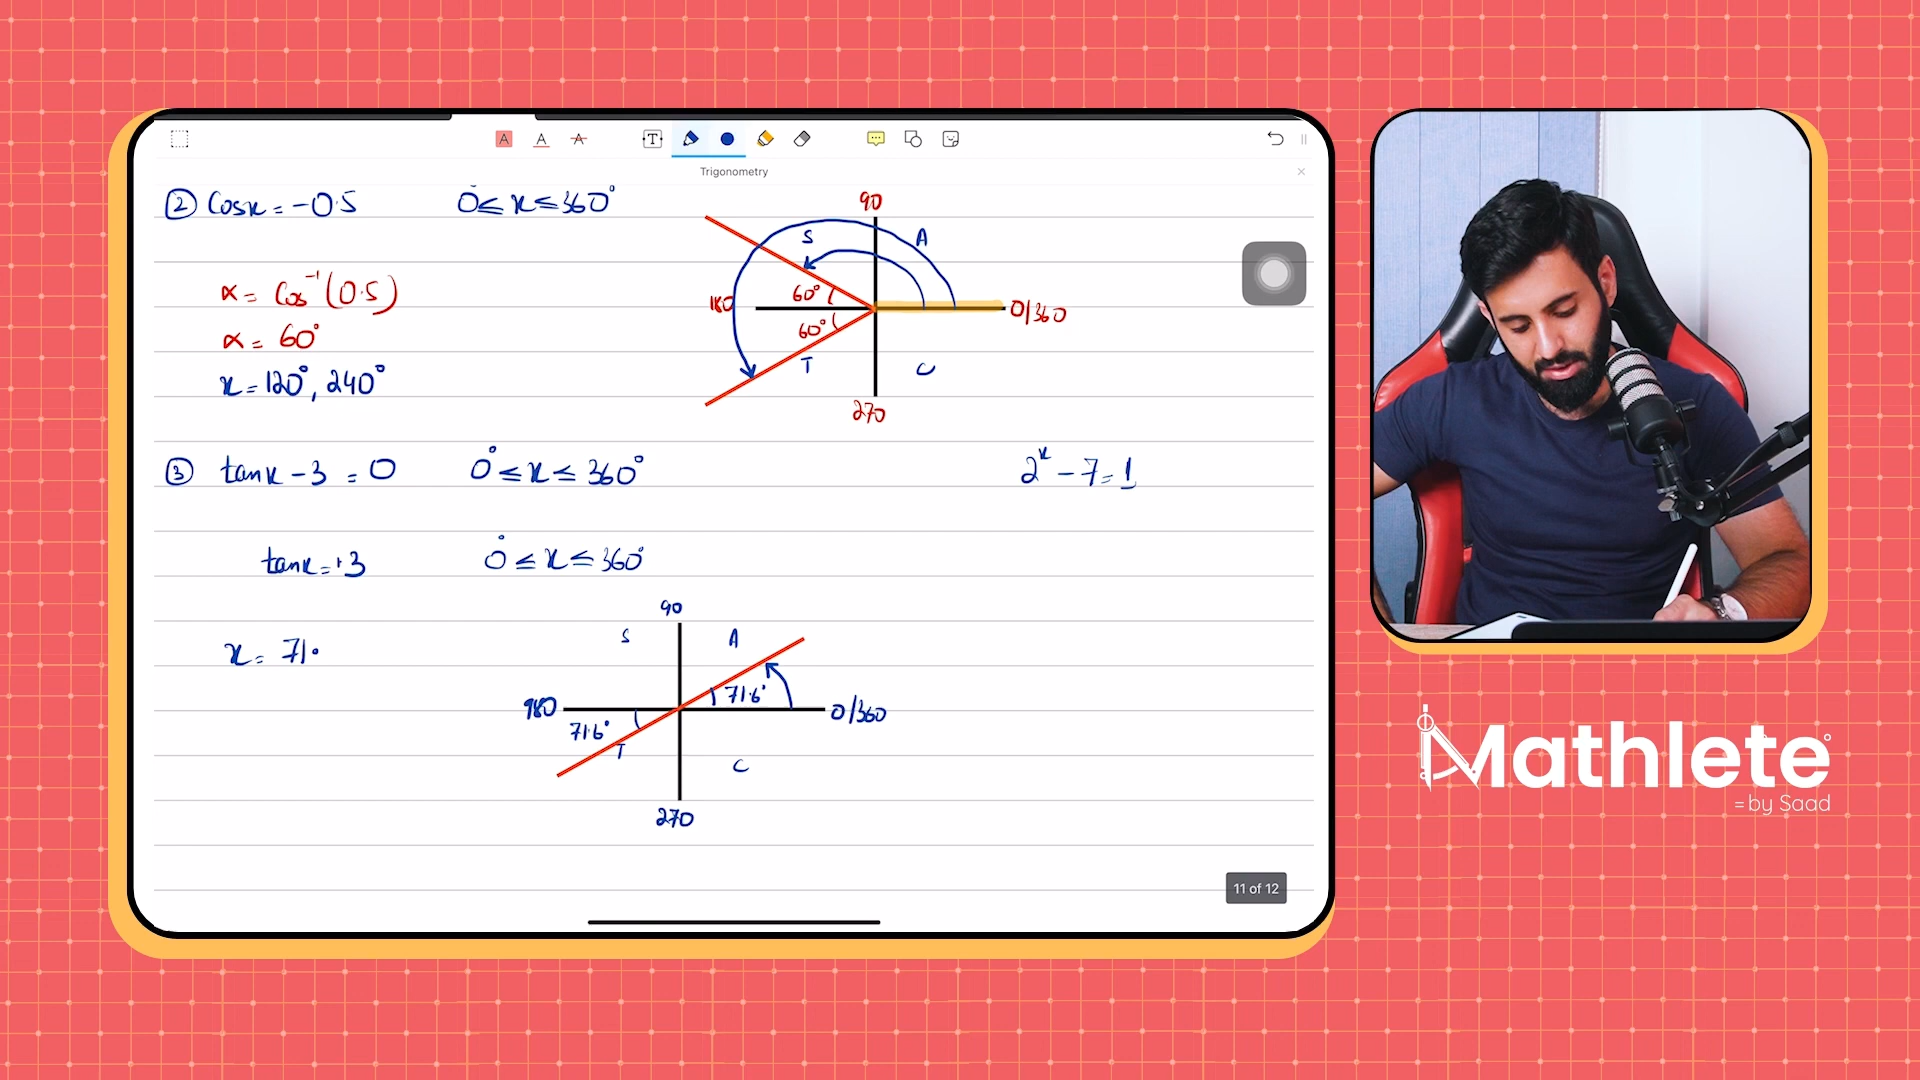 A A A T
Trigonometry
② Cosx = -0.5 0° ≤ x ≤ 360°
90
S A
α = Cos⁻¹(0.5)
60°
180 0/360
α = 60°
60°
T C
x = 120°, 240°
270
③ tanx - 3 = 0 0° ≤ x ≤ 360° 2ˣ - 7 = 1
tanx = +3 0° ≤ x ≤ 360°
90
S A
x = 71.
71.6°
180 0/360
71.6°
T
C
270
11 of 12
Mathlete
= by Saad